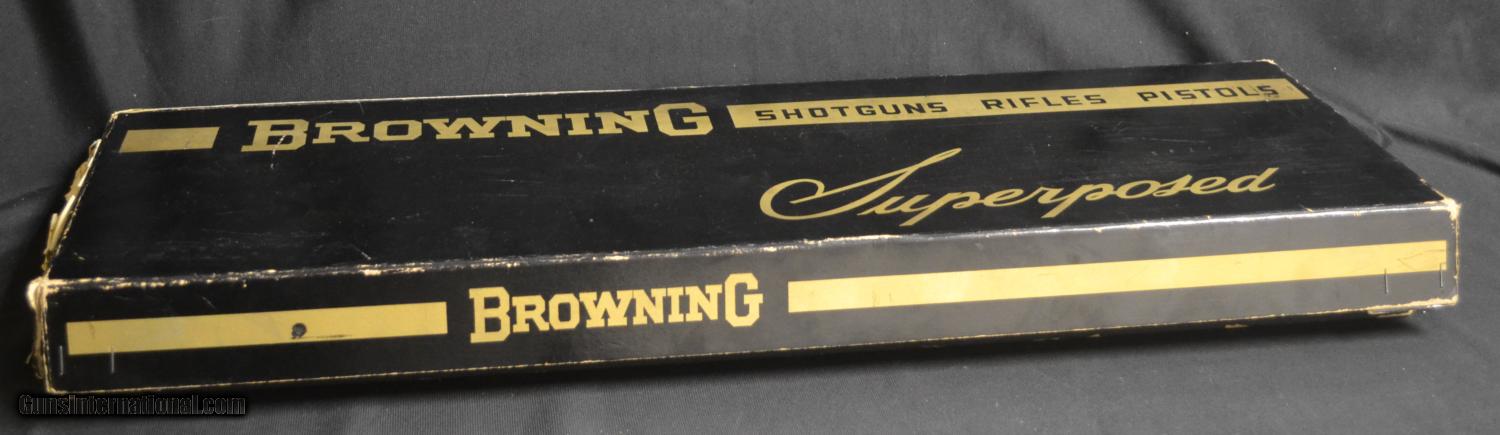 BROWNING SHOTGUNS RIFLES PISTOLS
Superposed
BROWNING
GunsInternational.com